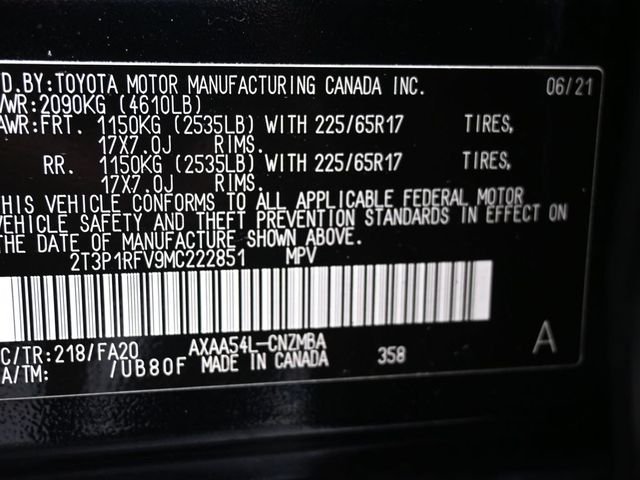 D.BY:TOYOTA MOTOR MANUFACTURING CANADA INC. 06/21
VWR:2090KG (4610LB)
AWR:FRT. 1150KG (2535LB) WITH 225/65R17 TIRES,
17X7.0J RIMS.
RR. 1150KG (2535LB) WITH 225/65R17 TIRES,
17X7.0J RIMS.
THIS VEHICLE CONFORMS TO ALL APPLICABLE FEDERAL MOTOR
VEHICLE SAFETY AND THEFT PREVENTION STANDARDS IN EFFECT ON
THE DATE OF MANUFACTURE SHOWN ABOVE.
2T3P1RFV9MC222851 MPV
C/TR:218/FA20 AXAA54L-CNZMBA
A/TM: /UB80F MADE IN CANADA 358
A